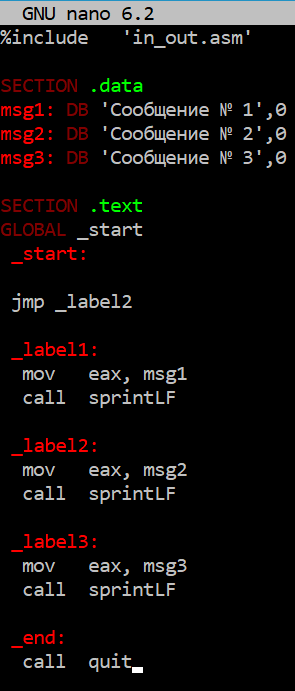 GNU nano 6.2
%include   'in_out.asm'
SECTION .data
msg1: DB 'Сообщение № 1',0
msg2: DB 'Сообщение № 2',0
msg3: DB 'Сообщение № 3',0
SECTION .text
GLOBAL _start
_start:
jmp _label2
_label1:
mov   eax, msg1
call  sprintLF
_label2:
mov   eax, msg2
call  sprintLF
_label3:
mov   eax, msg3
call  sprintLF
_end:
call  quit